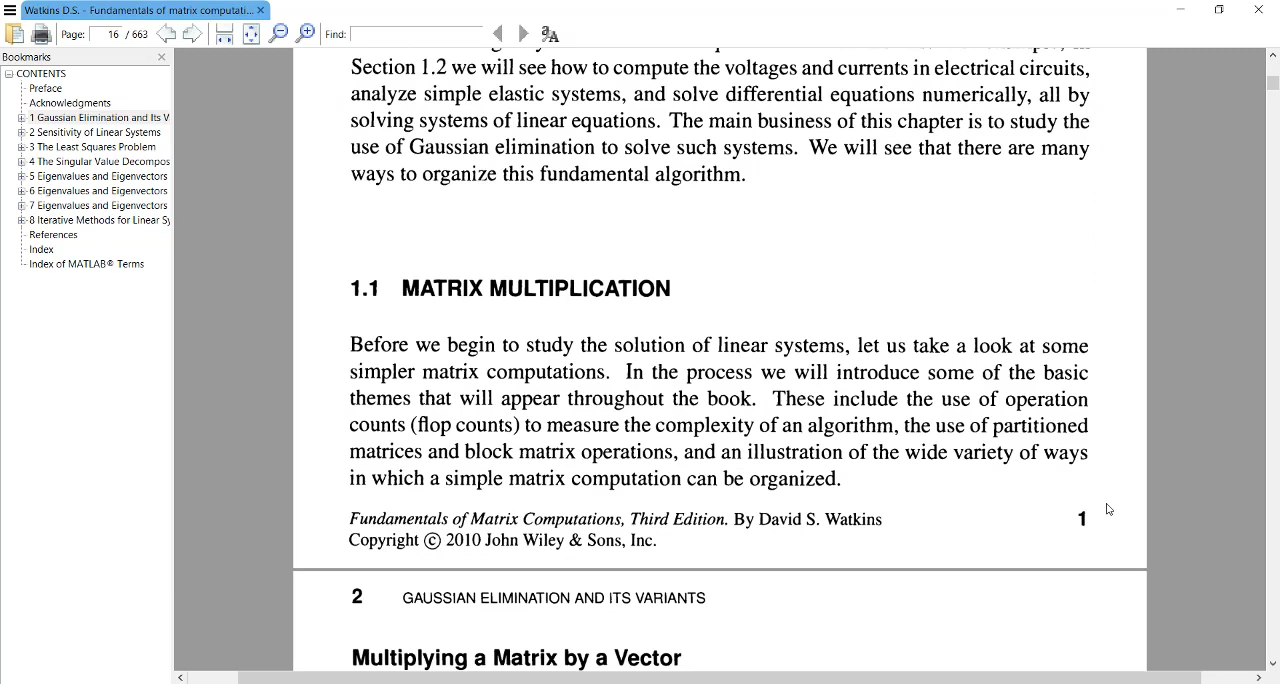 Watkins D.S. - Fundamentals of matrix computati...
Page: 16 / 663 Find:
Bookmarks
CONTENTS
Preface
Acknowledgments
1 Gaussian Elimination and Its V
2 Sensitivity of Linear Systems
3 The Least Squares Problem
4 The Singular Value Decompos
5 Eigenvalues and Eigenvectors
6 Eigenvalues and Eigenvectors
7 Eigenvalues and Eigenvectors
8 Iterative Methods for Linear Sy
References
Index
Index of MATLAB® Terms
Section 1.2 we will see how to compute the voltages and currents in electrical circuits,
analyze simple elastic systems, and solve differential equations numerically, all by
solving systems of linear equations. The main business of this chapter is to study the
use of Gaussian elimination to solve such systems. We will see that there are many
ways to organize this fundamental algorithm.
1.1 MATRIX MULTIPLICATION
Before we begin to study the solution of linear systems, let us take a look at some
simpler matrix computations. In the process we will introduce some of the basic
themes that will appear throughout the book. These include the use of operation
counts (flop counts) to measure the complexity of an algorithm, the use of partitioned
matrices and block matrix operations, and an illustration of the wide variety of ways
in which a simple matrix computation can be organized.
Fundamentals of Matrix Computations, Third Edition. By David S. Watkins 1
Copyright © 2010 John Wiley & Sons, Inc.
2 GAUSSIAN ELIMINATION AND ITS VARIANTS
Multiplying a Matrix by a Vector